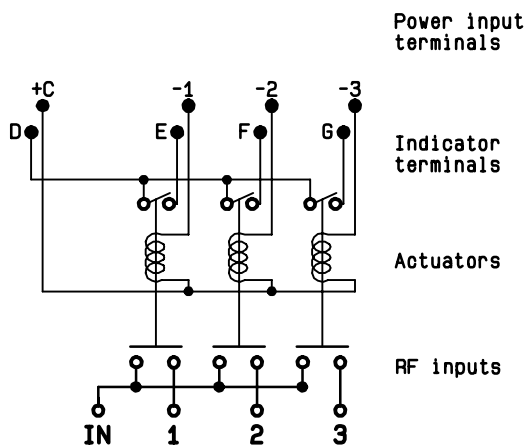 Power input
terminals
+C -1 -2 -3
D E F G
Indicator
terminals
Actuators
RF inputs
IN 1 2 3